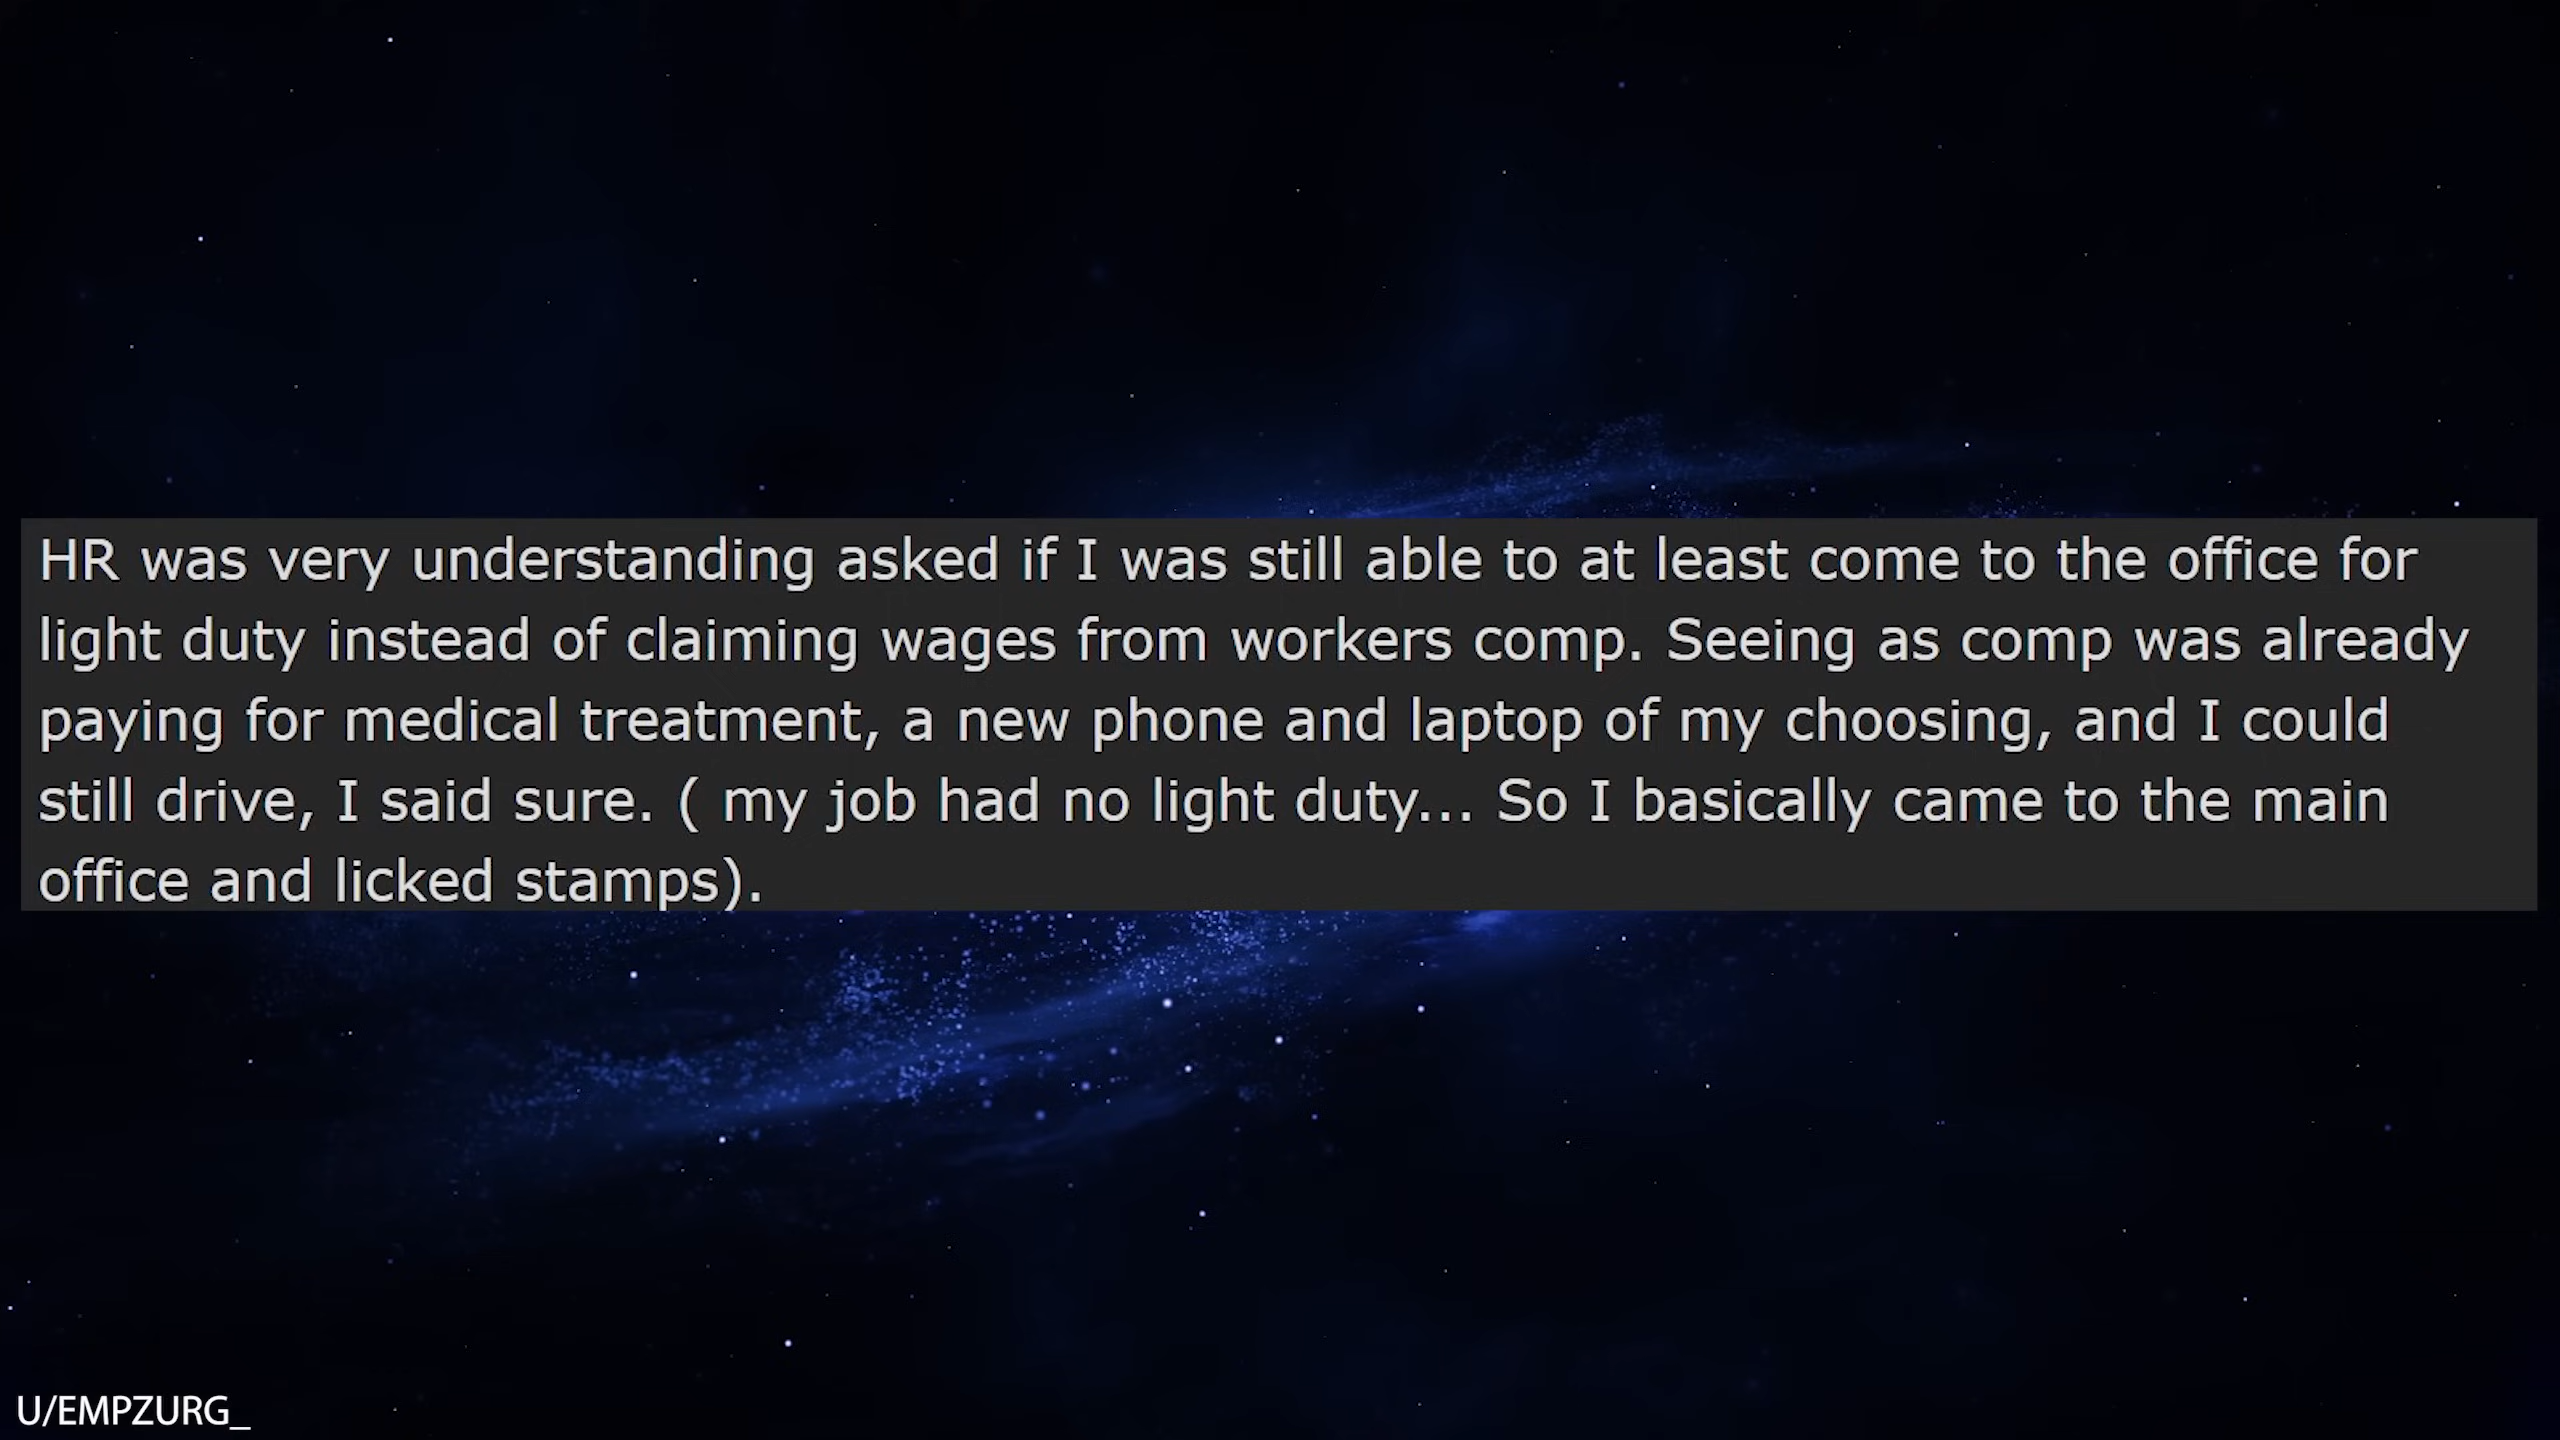 HR was very understanding asked if I was still able to at least come to the office for
light duty instead of claiming wages from workers comp. Seeing as comp was already
paying for medical treatment, a new phone and laptop of my choosing, and I could
still drive, I said sure. ( my job had no light duty... So I basically came to the main
office and licked stamps).
U/EMPZURG_